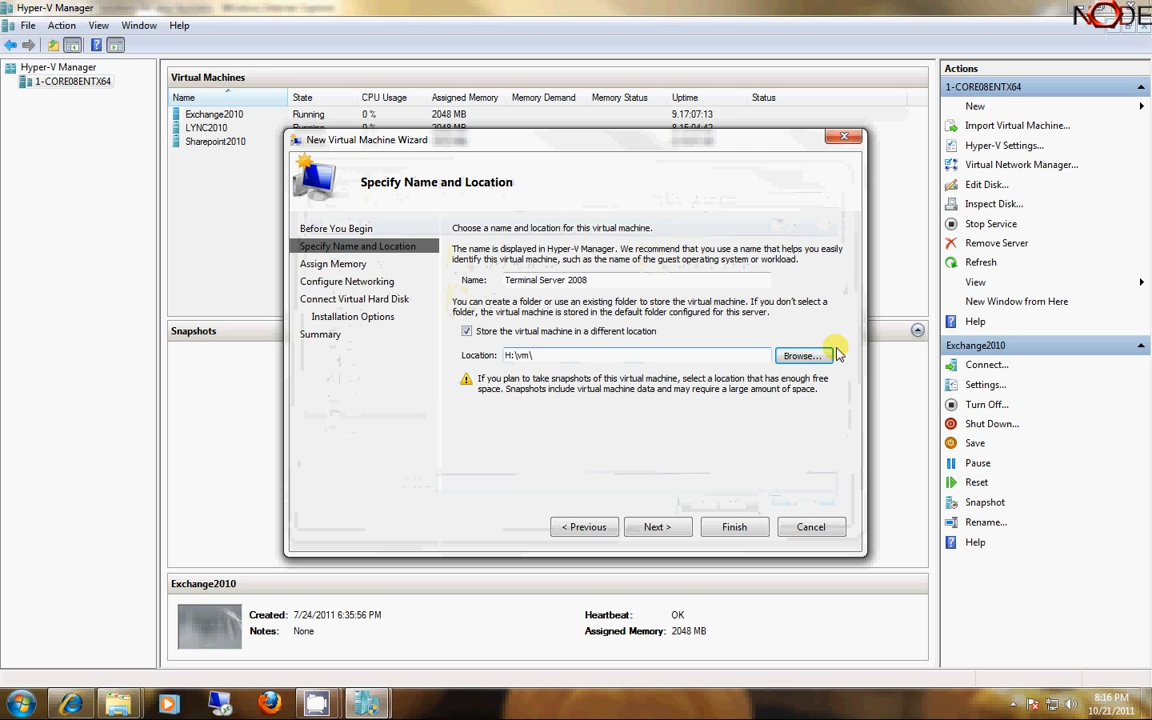 Hyper-V Manager
NODE
File Action View Window Help
Hyper-V Manager
1-CORE08ENTX64
Virtual Machines
Name State CPU Usage Assigned Memory Memory Demand Memory Status Uptime Status
Exchange2010 Running 0 % 2048 MB 9.17:07:13
LYNC2010 Running 0 % 2048 MB 8.15:04:42
Sharepoint2010
New Virtual Machine Wizard
Specify Name and Location
Before You Begin
Specify Name and Location
Assign Memory
Configure Networking
Connect Virtual Hard Disk
Installation Options
Summary
Choose a name and location for this virtual machine.
The name is displayed in Hyper-V Manager. We recommend that you use a name that helps you easily
identify this virtual machine, such as the name of the guest operating system or workload.
Name: Terminal Server 2008
You can create a folder or use an existing folder to store the virtual machine. If you don't select a
folder, the virtual machine is stored in the default folder configured for this server.
Store the virtual machine in a different location
Location: H:\vm\ Browse...
If you plan to take snapshots of this virtual machine, select a location that has enough free
space. Snapshots include virtual machine data and may require a large amount of space.
< Previous Next > Finish Cancel
Snapshots
Exchange2010
Created: 7/24/2011 6:35:56 PM Heartbeat: OK
Notes: None Assigned Memory: 2048 MB
Actions
1-CORE08ENTX64
New
Import Virtual Machine...
Hyper-V Settings...
Virtual Network Manager...
Edit Disk...
Inspect Disk...
Stop Service
Remove Server
Refresh
View
New Window from Here
Help
Exchange2010
Connect...
Settings...
Turn Off...
Shut Down...
Save
Pause
Reset
Snapshot
Rename...
Help
8:16 PM
10/21/2011